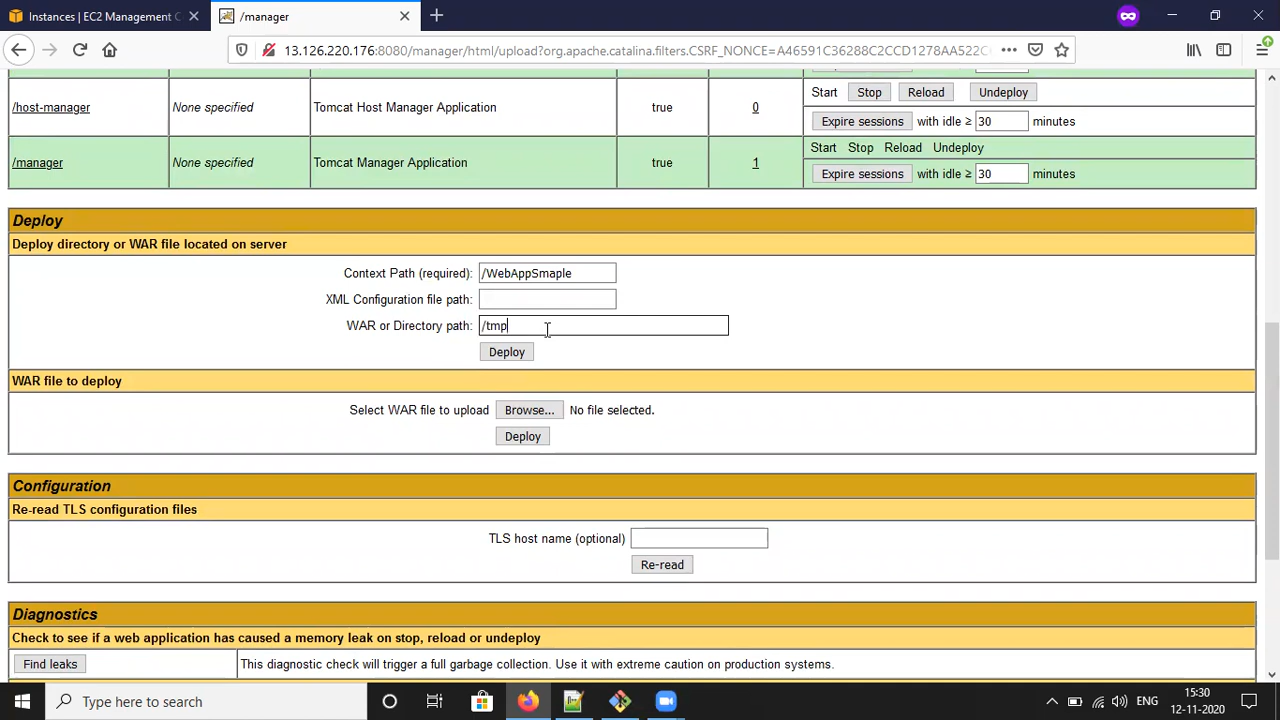 Instances | EC2 Management C
/manager
13.126.220.176:8080/manager/html/upload?org.apache.catalina.filters.CSRF_NONCE=A46591C36288C2CCD1278AA522C
/host-manager None specified Tomcat Host Manager Application true 0 Start Stop Reload Undeploy
Expire sessions with idle ≥ 30 minutes
/manager None specified Tomcat Manager Application true 1 Start Stop Reload Undeploy
Expire sessions with idle ≥ 30 minutes
Deploy
Deploy directory or WAR file located on server
Context Path (required): /WebAppSmaple
XML Configuration file path:
WAR or Directory path: /tmp
Deploy
WAR file to deploy
Select WAR file to upload Browse... No file selected.
Deploy
Configuration
Re-read TLS configuration files
TLS host name (optional)
Re-read
Diagnostics
Check to see if a web application has caused a memory leak on stop, reload or undeploy
Find leaks This diagnostic check will trigger a full garbage collection. Use it with extreme caution on production systems.
Type here to search
ENG
15:30
12-11-2020